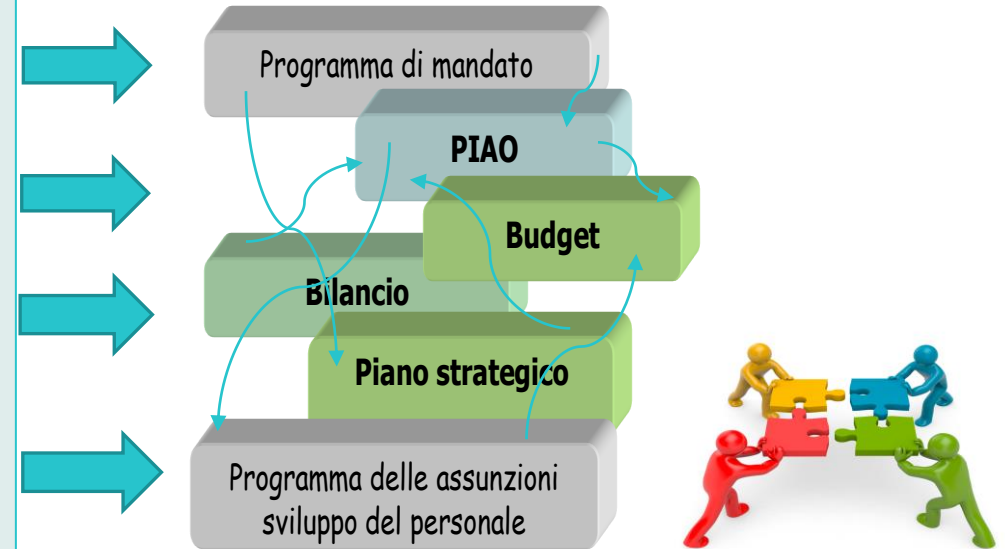 Programma di mandato
PIAO
Budget
Bilancio
Piano strategico
Programma delle assunzioni
sviluppo del personale